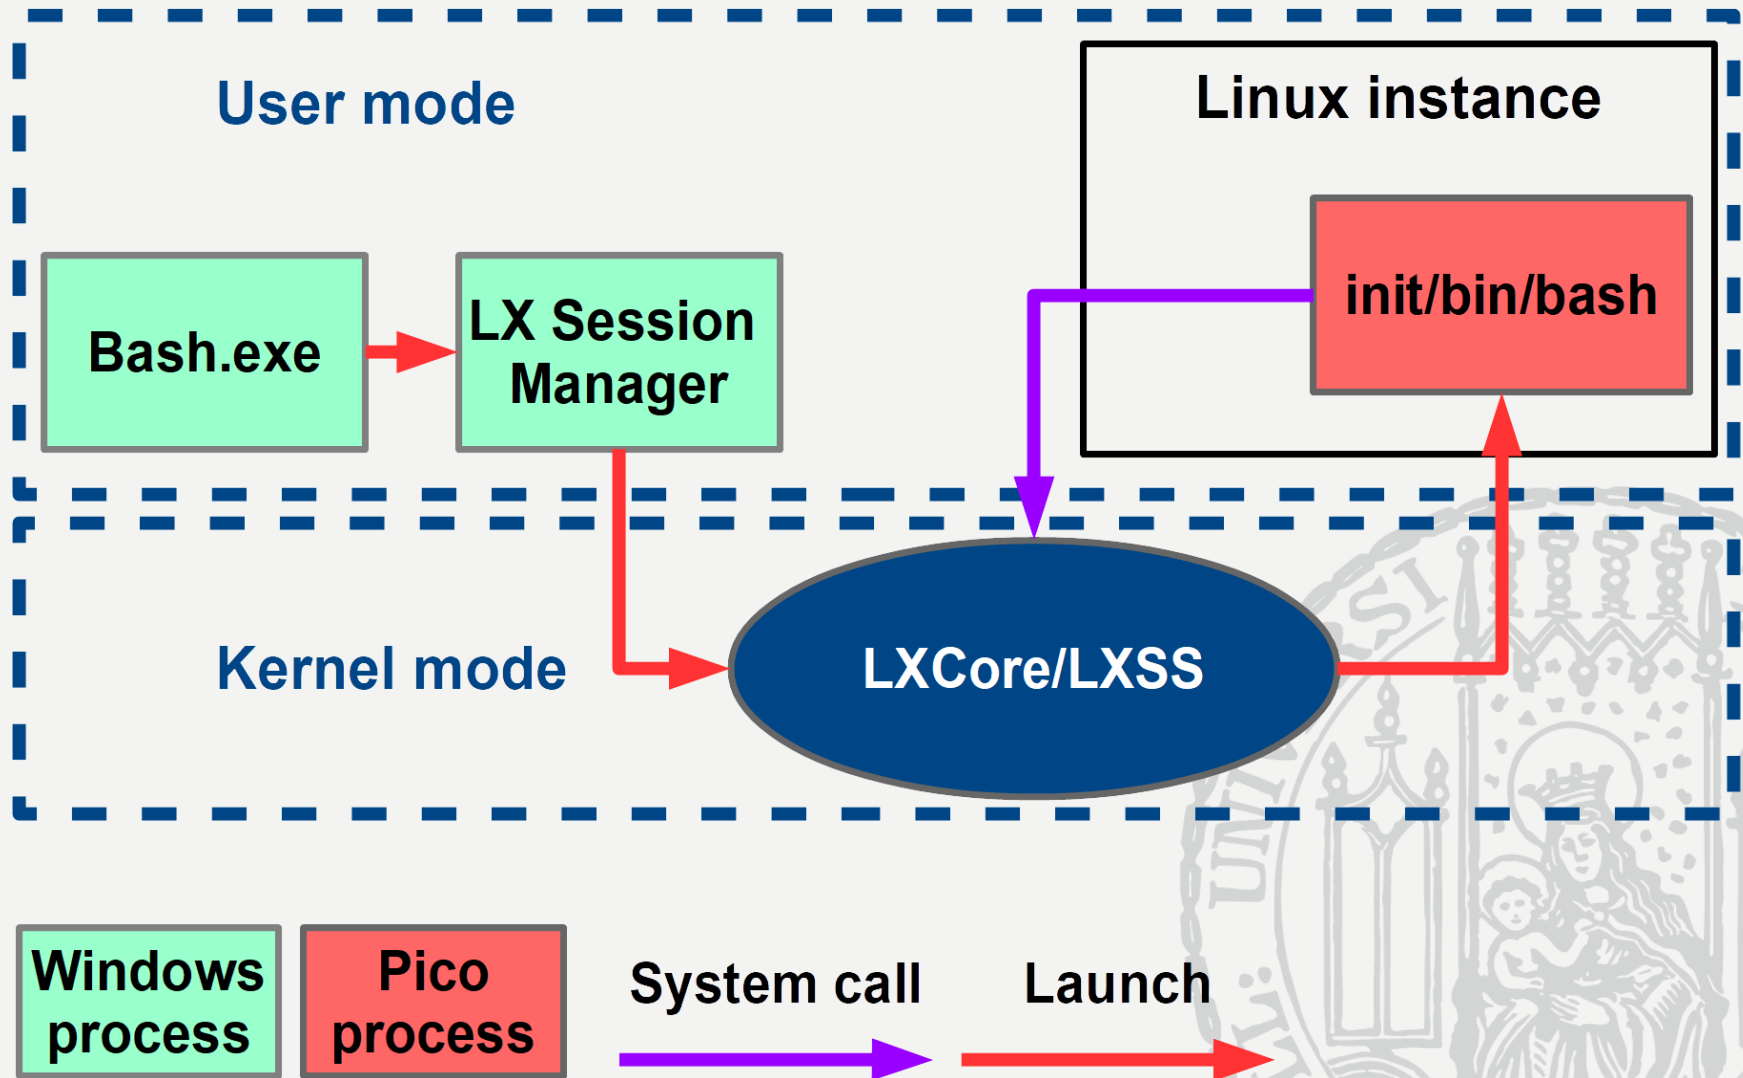 User mode
Linux instance
init/bin/bash
Bash.exe
LX Session
Manager
Kernel mode
LXCore/LXSS
Windows
process
Pico
process
System call
Launch